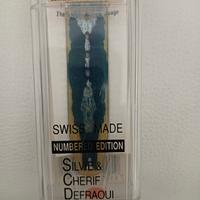 SWISS MADE
NUMBERED EDITION
SILVIE &
CHERIF
DEFRAOUI